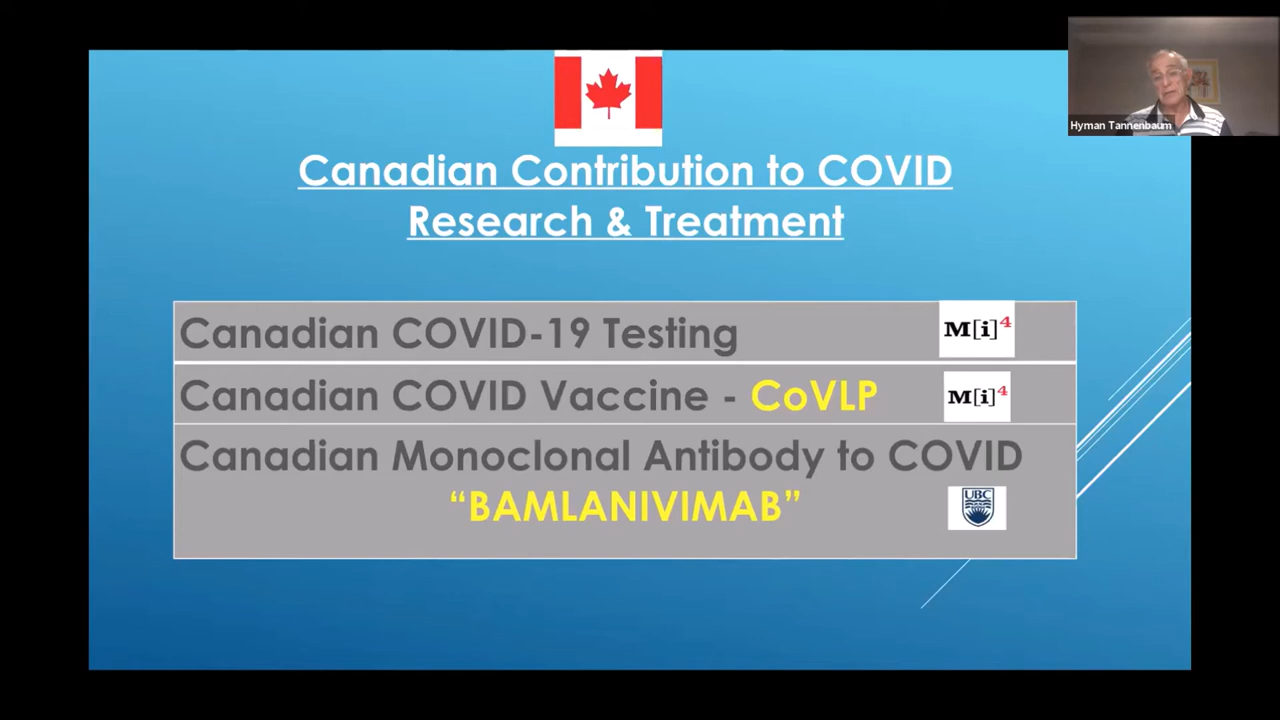 Canadian Contribution to COVID
Research & Treatment
Canadian COVID-19 Testing
M[i]4
Canadian COVID Vaccine - CoVLP
M[i]4
Canadian Monoclonal Antibody to COVID
“BAMLANIVIMAB”
UBC
Hyman Tannenbaum